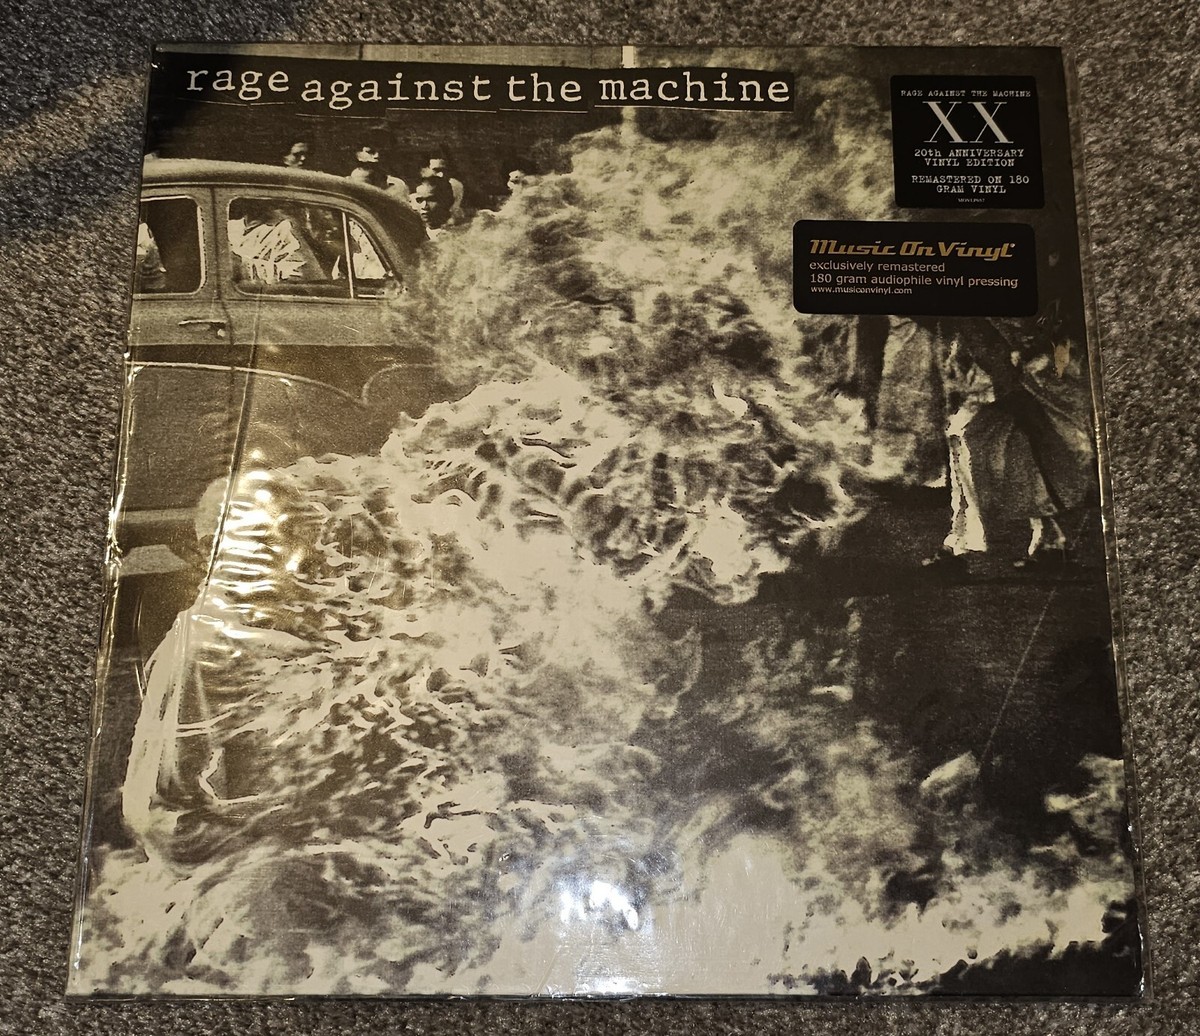 rage against the machine
RAGE AGAINST THE MACHINE
XX
20th ANNIVERSARY
VINYL EDITION
REMASTERED ON 180
GRAM VINYL
Music On Vinyl
exclusively remastered
180 gram audiophile vinyl pressing
www.musiconvinyl.com